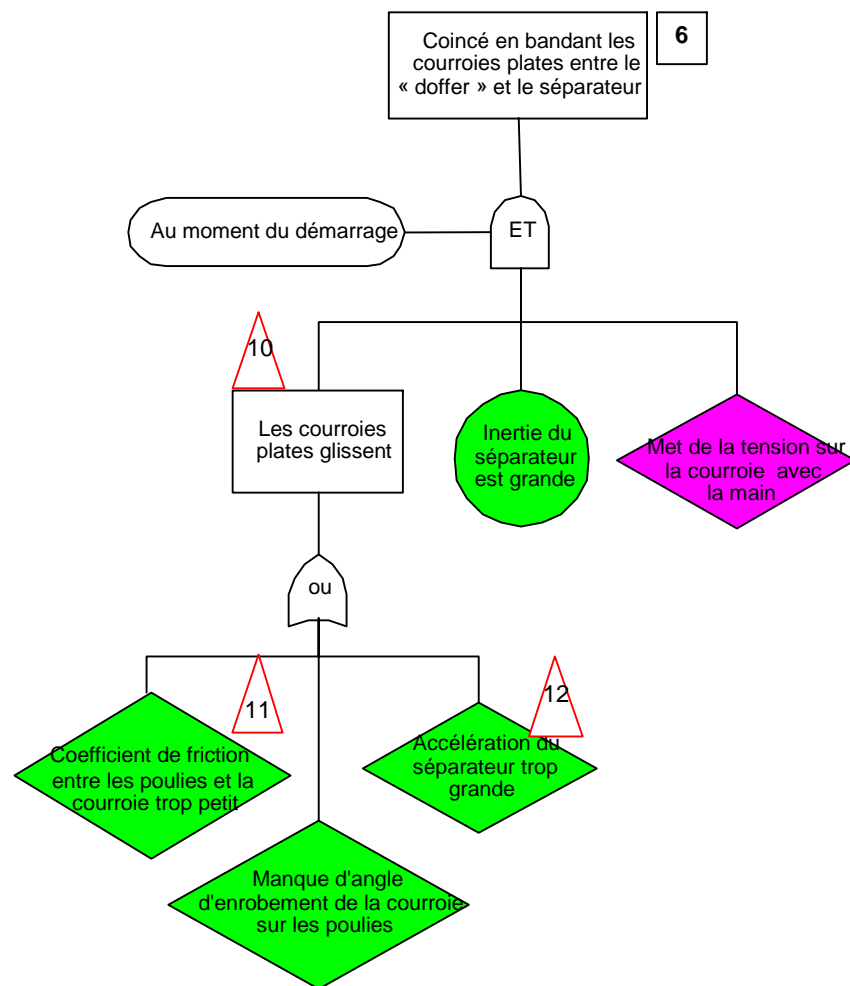 Coincé en bandant les
courroies plates entre le
« doffer » et le séparateur
6
Au moment du démarrage
ET
10
Les courroies
plates glissent
Inertie du
séparateur
est grande
Met de la tension sur
la courroie avec
la main
ou
11
12
Coefficient de friction
entre les poulies et la
courroie trop petit
Accélération du
séparateur trop
grande
Manque d'angle
d'enrobement de la courroie
sur les poulies